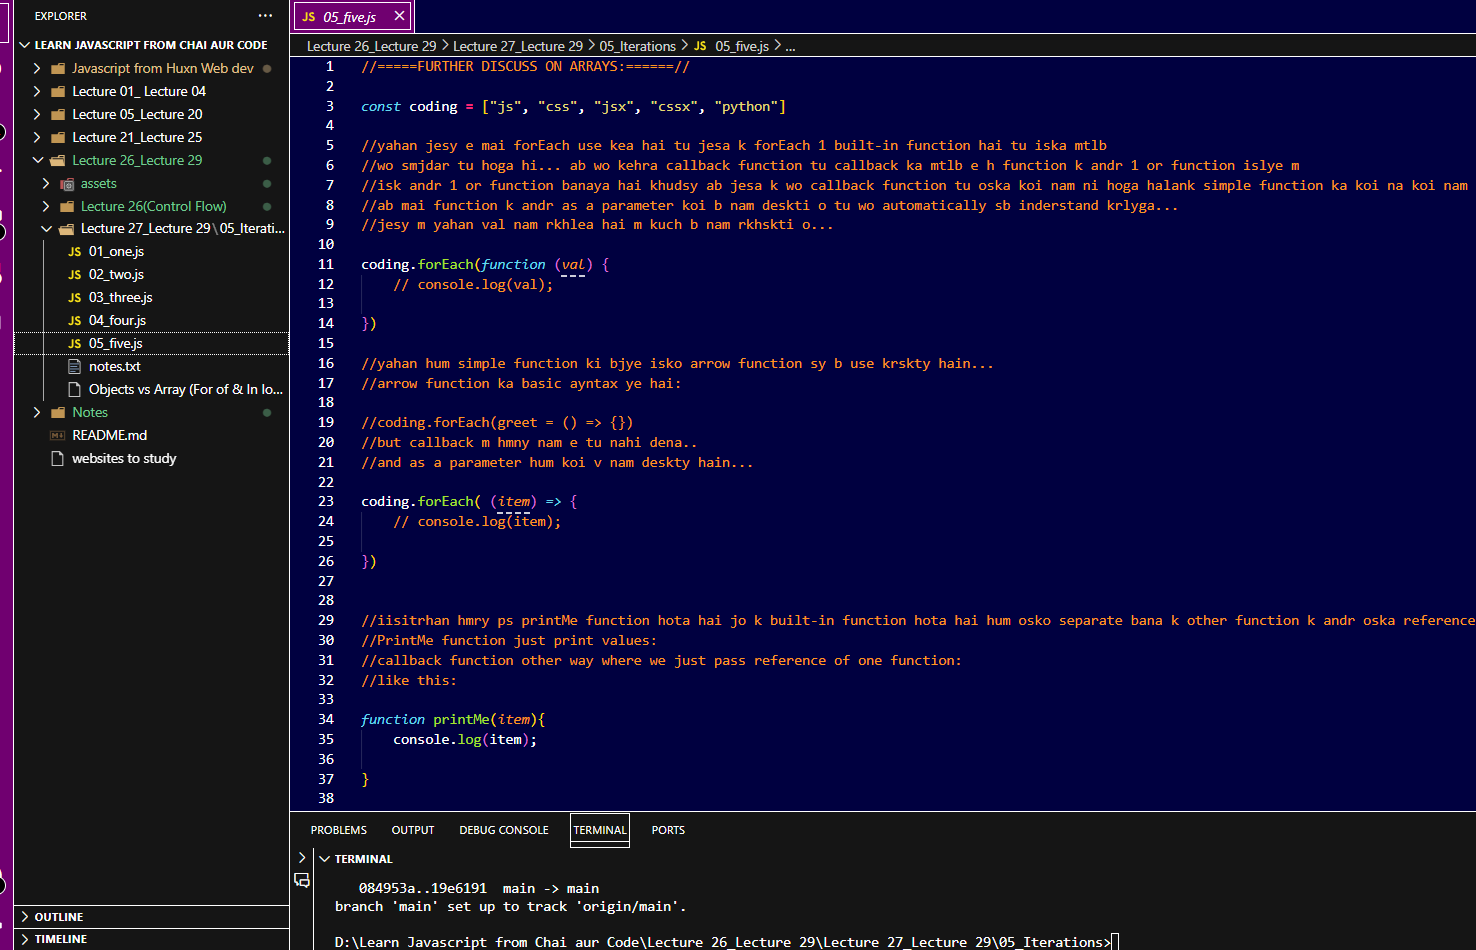 EXPLORER
LEARN JAVASCRIPT FROM CHAI AUR CODE
Javascript from Huxn Web dev
Lecture 01_ Lecture 04
Lecture 05_Lecture 20
Lecture 21_Lecture 25
Lecture 26_Lecture 29
assets
Lecture 26(Control Flow)
Lecture 27_Lecture 29\05_Iterati...
JS 01_one.js
JS 02_two.js
JS 03_three.js
JS 04_four.js
JS 05_five.js
notes.txt
Objects vs Array (For of & In lo...
Notes
README.md
websites to study
OUTLINE
TIMELINE
JS 05_five.js
Lecture 26_Lecture 29 > Lecture 27_Lecture 29 > 05_Iterations > JS 05_five.js > ...
1 //=====FURTHER DISCUSS ON ARRAYS:======//
2
3 const coding = ["js", "css", "jsx", "cssx", "python"]
4
5 //yahan jesy e mai forEach use kea hai tu jesa k forEach 1 built-in function hai tu iska mtlb
6 //wo smjdar tu hoga hi... ab wo kehra callback function tu callback ka mtlb e h function k andr 1 or function islye m
7 //isk andr 1 or function banaya hai khudsy ab jesa k wo callback function tu oska koi nam ni hoga halank simple function ka koi na koi nam
8 //ab mai function k andr as a parameter koi b nam deskti o tu wo automatically sb inderstand krlyga...
9 //jesy m yahan val nam rkhlea hai m kuch b nam rkhskti o...
10
11 coding.forEach(function (val) {
12 // console.log(val);
13
14 })
15
16 //yahan hum simple function ki bjye isko arrow function sy b use krskty hain...
17 //arrow function ka basic ayntax ye hai:
18
19 //coding.forEach(greet = () => {})
20 //but callback m hmny nam e tu nahi dena..
21 //and as a parameter hum koi v nam deskty hain...
22
23 coding.forEach( (item) => {
24 // console.log(item);
25
26 })
27
28
29 //iisitrhan hmry ps printMe function hota hai jo k built-in function hota hai hum osko separate bana k other function k andr oska reference
30 //PrintMe function just print values:
31 //callback function other way where we just pass reference of one function:
32 //like this:
33
34 function printMe(item){
35 console.log(item);
36
37 }
38
PROBLEMS OUTPUT DEBUG CONSOLE TERMINAL PORTS
TERMINAL
084953a..19e6191 main -> main
branch 'main' set up to track 'origin/main'.
D:\Learn Javascript from Chai aur Code\Lecture 26_Lecture 29\Lecture 27_Lecture 29\05_Iterations>